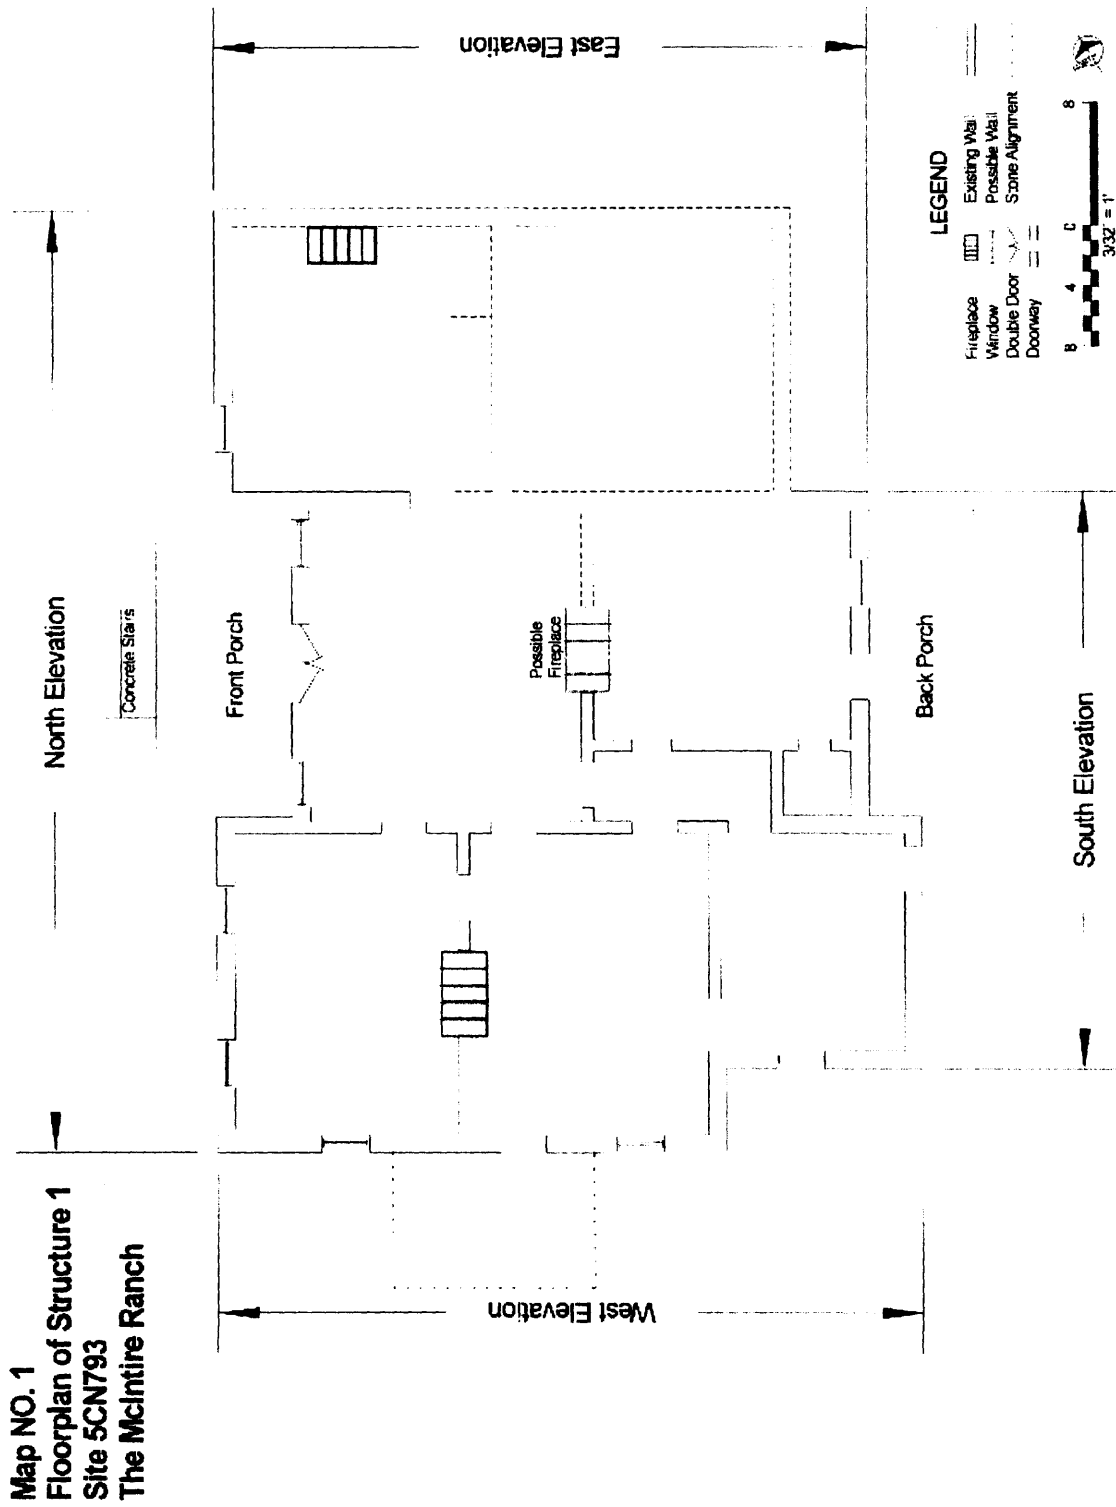 Map NO. 1
Floorplan of Structure 1
Site 5CN793
The McIntire Ranch
North Elevation
Concrete Stairs
Front Porch
Possible
Fireplace
Back Porch
South Elevation
West Elevation
East Elevation
LEGEND
Fireplace
Window
Double Door
Doorway
Existing Wall
Possible Wall
Stone Alignment
8
4
8
3/32" = 1'